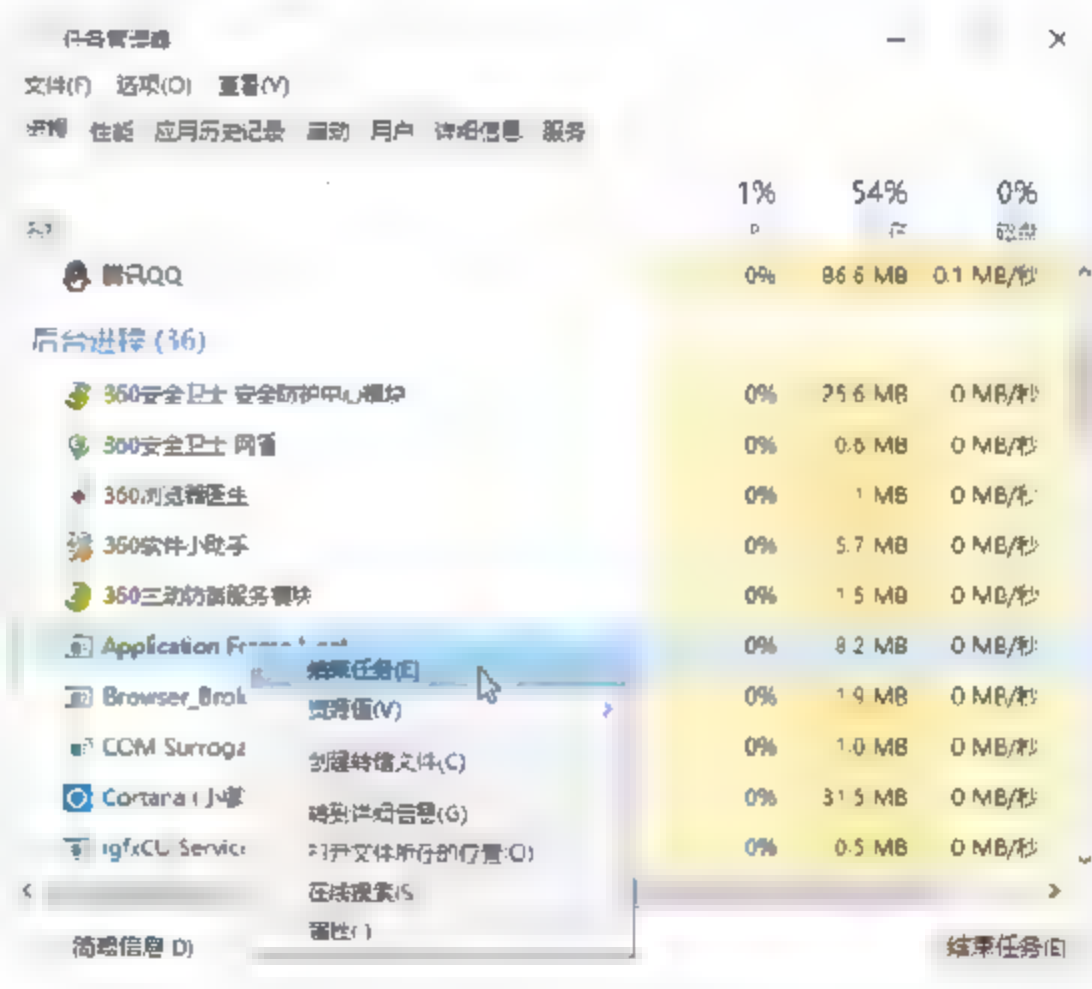 任务管理器
文件(F) 选项(O) 查看(V)
进程 性能 应用历史记录 启动 用户 详细信息 服务
1% 54% 0%
磁盘
腾讯QQ 0% 86.6 MB 0.1 MB/秒
后台进程 (36)
360安全卫士 安全防护中心模块 0% 25.6 MB 0 MB/秒
360安全卫士 网盾 0% 0.6 MB 0 MB/秒
360浏览器医生 0% 1 MB 0 MB/秒
360软件小助手 0% 5.7 MB 0 MB/秒
360主动防御服务模块 0% 1.5 MB 0 MB/秒
Application 0% 8.2 MB 0 MB/秒
结束任务(E)
Browser_Brok 0% 1.9 MB 0 MB/秒
资源值(V)
COM Surroga 0% 1.0 MB 0 MB/秒
创建转储文件(C)
Cortana (小娜 0% 31.5 MB 0 MB/秒
转到详细信息(G)
igfxCU Service 0% 0.5 MB 0 MB/秒
打开文件所在的位置(O)
在线搜索(S
属性( )
简略信息 D) 结束任务(E)